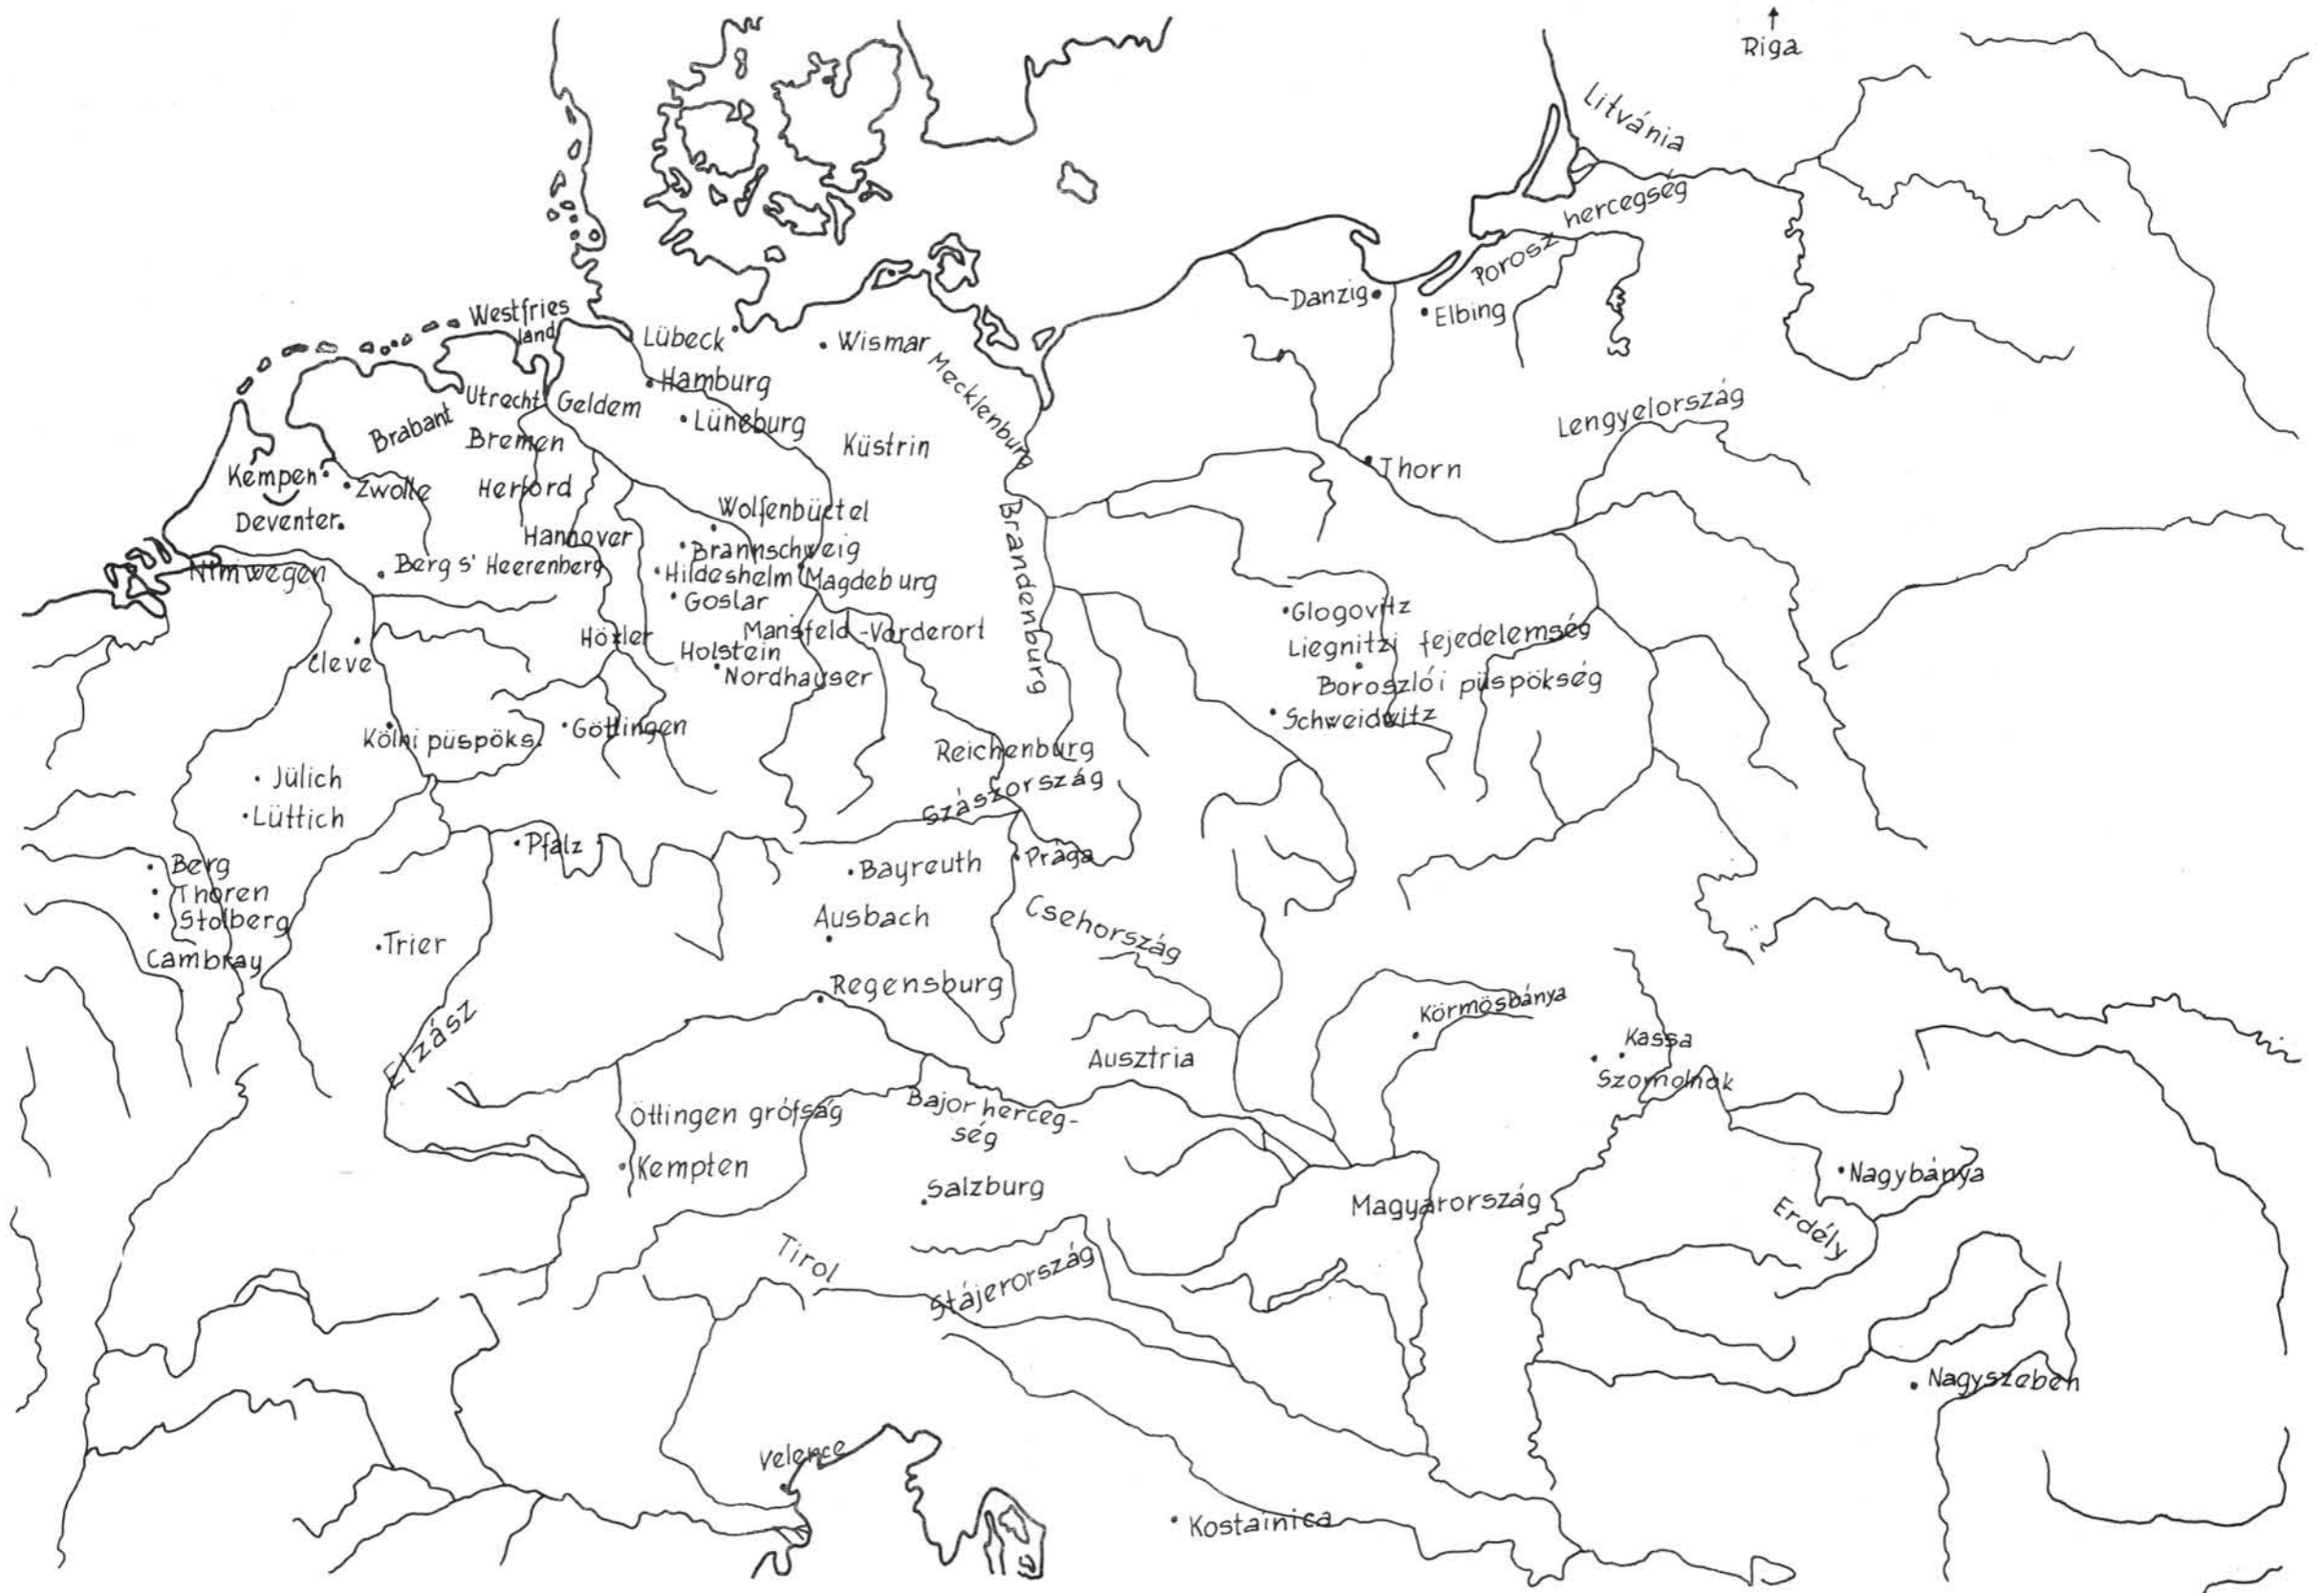 Riga
Litvánia
Porosz hercegség
Westfries
land
Danzig
Elbing
Lübeck
Wismar
Mecklenburg
Hamburg
Utrecht
Geldem
Lüneburg
Brabant
Bremen
Küstrin
Lengyelország
Kempen
Zwolle
Herford
Thorn
Deventer
Wolfenbüttel
Hannover
Brannschweig
Brandenburg
Nimwegen
Berg s' Heerenberg
Hildeshelm
Magdeburg
Goslar
Glogovitz
Höxler
Mansfeld-Vorderort
Liegnitzi fejedelemség
Cleve
Holstein
Nordhauser
Boroszlói püspökség
Schweidwitz
Kölni püspöks.
Göttingen
Reichenburg
Jülich
Szászország
Lüttich
Pfalz
Berg
Bayreuth
Prága
Thoren
Stolberg
Ausbach
Csehország
Trier
Cambray
Regensburg
Körmösbánya
Elzász
Kassa
Ausztria
Szomolnok
Öttingen grófság
Bajor herceg-
ség
Kempten
Nagybánya
Salzburg
Magyarország
Erdély
Tirol
Stájerország
Nagyszeben
Velence
Kostainica